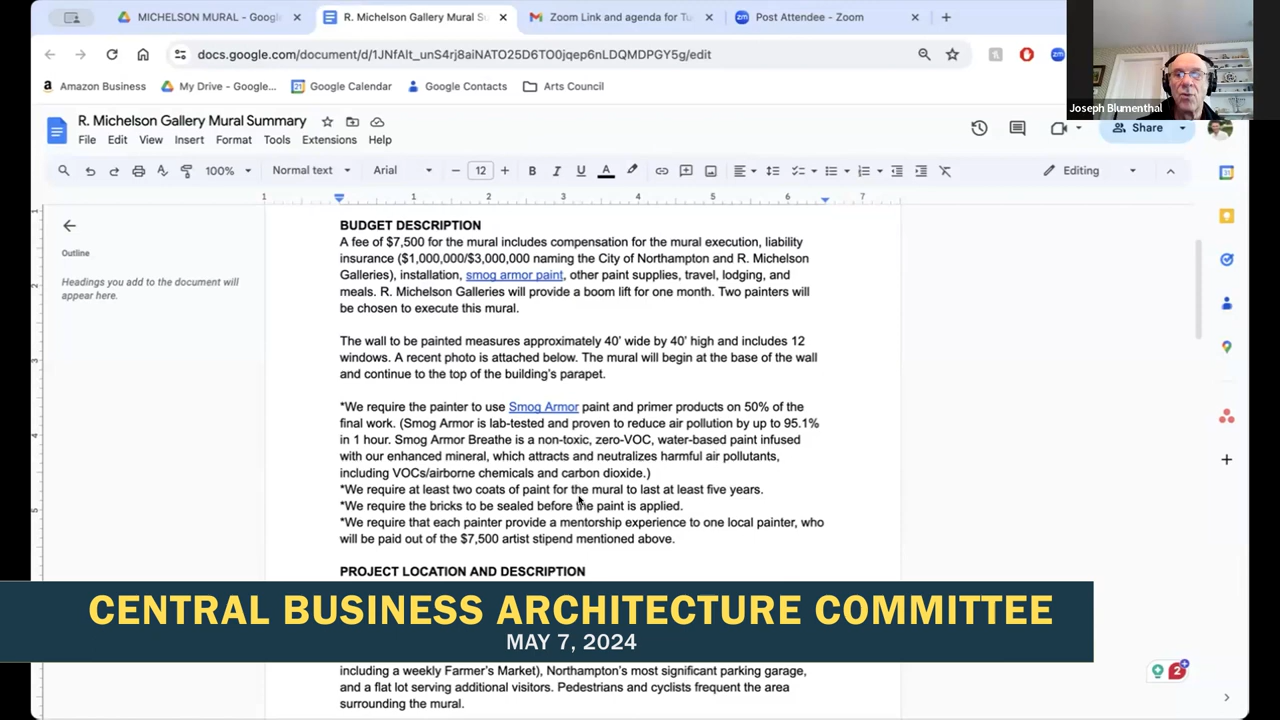 MICHELSON MURAL - Googl
R. Michelson Gallery Mural Su
Zoom Link and agenda for Tu
Post Attendee - Zoom
docs.google.com/document/d/1JNfAlt_unS4rj8aiNATO25D6TO0jqep6nLDQMDPGY5g/edit
Joseph Blumenthal
Amazon Business
My Drive - Google...
Google Calendar
Google Contacts
Arts Council
R. Michelson Gallery Mural Summary
File Edit View Insert Format Tools Extensions Help
Share
100% Normal text Arial 12 Editing
1 1 2 3 4 5 6 7
Outline
Headings you add to the document will
appear here.
BUDGET DESCRIPTION
A fee of $7,500 for the mural includes compensation for the mural execution, liability
insurance ($1,000,000/$3,000,000 naming the City of Northampton and R. Michelson
Galleries), installation, smog armor paint, other paint supplies, travel, lodging, and
meals. R. Michelson Galleries will provide a boom lift for one month. Two painters will
be chosen to execute this mural.
The wall to be painted measures approximately 40' wide by 40' high and includes 12
windows. A recent photo is attached below. The mural will begin at the base of the wall
and continue to the top of the building's parapet.
*We require the painter to use Smog Armor paint and primer products on 50% of the
final work. (Smog Armor is lab-tested and proven to reduce air pollution by up to 95.1%
in 1 hour. Smog Armor Breathe is a non-toxic, zero-VOC, water-based paint infused
with our enhanced mineral, which attracts and neutralizes harmful air pollutants,
including VOCs/airborne chemicals and carbon dioxide.)
*We require at least two coats of paint for the mural to last at least five years.
*We require the bricks to be sealed before the paint is applied.
*We require that each painter provide a mentorship experience to one local painter, who
will be paid out of the $7,500 artist stipend mentioned above.
PROJECT LOCATION AND DESCRIPTION
CENTRAL BUSINESS ARCHITECTURE COMMITTEE
MAY 7, 2024
including a weekly Farmer's Market), Northampton's most significant parking garage,
and a flat lot serving additional visitors. Pedestrians and cyclists frequent the area
surrounding the mural.
2